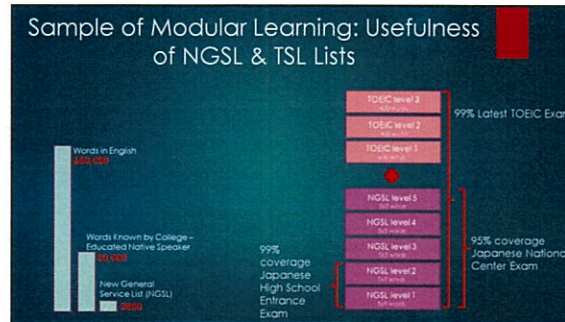 Sample of Modular Learning: Usefulness
of NGSL & TSL Lists
Words in English
600,000
Words Known by College –
Educated Native Speaker
New General
Service List (NGSL)
2800
TOEIC level 3
TOEIC level 2
TOEIC level 1
NGSL level 5
NGSL level 4
NGSL level 3
NGSL level 2
NGSL level 1
99%
coverage
Japanese
High School
Entrance
Exam
99% Latest TOEIC Exam
95% coverage
Japanese National
Center Exam